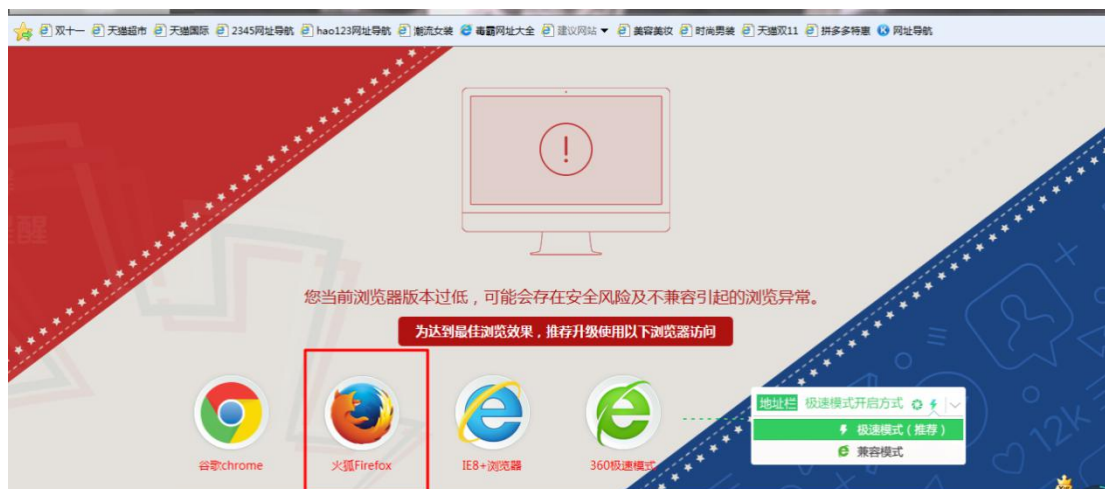 双十一 天猫超市 天猫国际 2345网址导航 hao123网址导航 潮流女装 毒霸网址大全 建议网站 美容美妆 时尚男装 天猫双11 拼多多特惠 网址导航
醒
您当前浏览器版本过低，可能会存在安全风险及不兼容引起的浏览异常。
为达到最佳浏览效果，推荐升级使用以下浏览器访问
地址栏 极速模式开启方式
极速模式（推荐）
兼容模式
谷歌chrome 火狐Firefox IE8+浏览器 360极速模式
12k